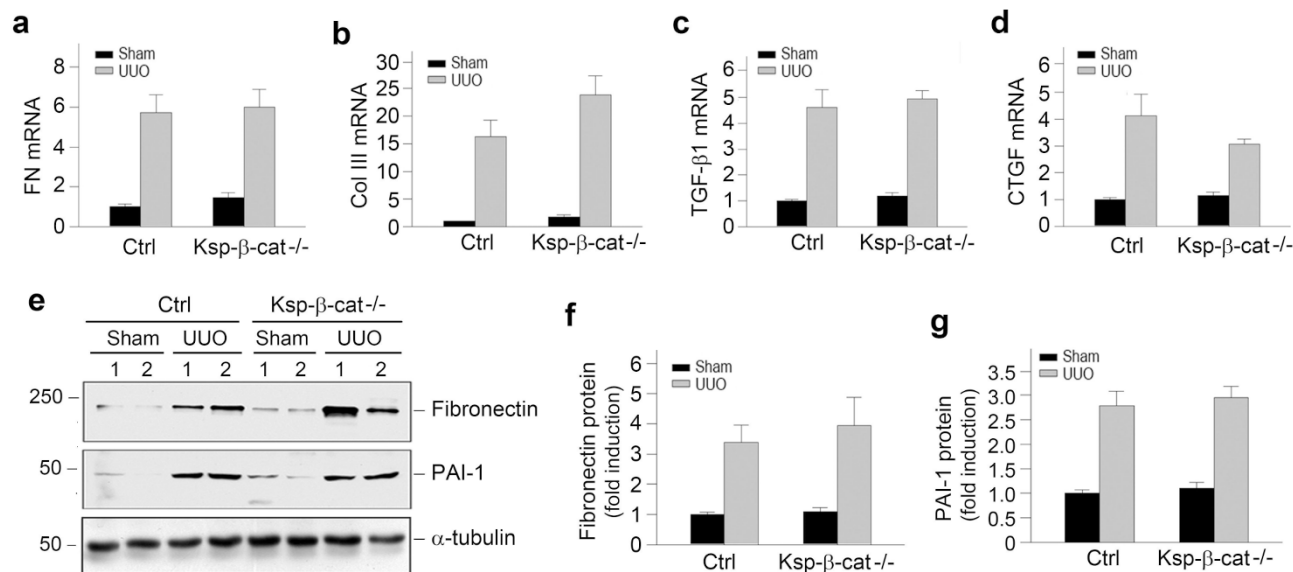 a
Sham
UUO
FN mRNA
8
6
4
2
0
Ctrl
Ksp-β-cat-/-
b
Sham
UUO
Col III mRNA
30
25
20
15
10
5
0
Ctrl
Ksp-β-cat-/-
c
Sham
UUO
TGF-β1 mRNA
6
5
4
3
2
1
0
Ctrl
Ksp-β-cat-/-
d
Sham
UUO
CTGF mRNA
6
5
4
3
2
1
0
Ctrl
Ksp-β-cat-/-
e
Ctrl Ksp-β-cat-/-
Sham UUO Sham UUO
1 2 1 2 1 2 1 2
250 – – Fibronectin
50 – – PAI-1
50 – – α-tubulin
f
Sham
UUO
Fibronectin protein
(fold induction)
6
5
4
3
2
1
0
Ctrl
Ksp-β-cat-/-
g
Sham
UUO
PAI-1 protein
(fold induction)
3.5
3.0
2.5
2.0
1.5
1.0
0.5
0
Ctrl
Ksp-β-cat-/-